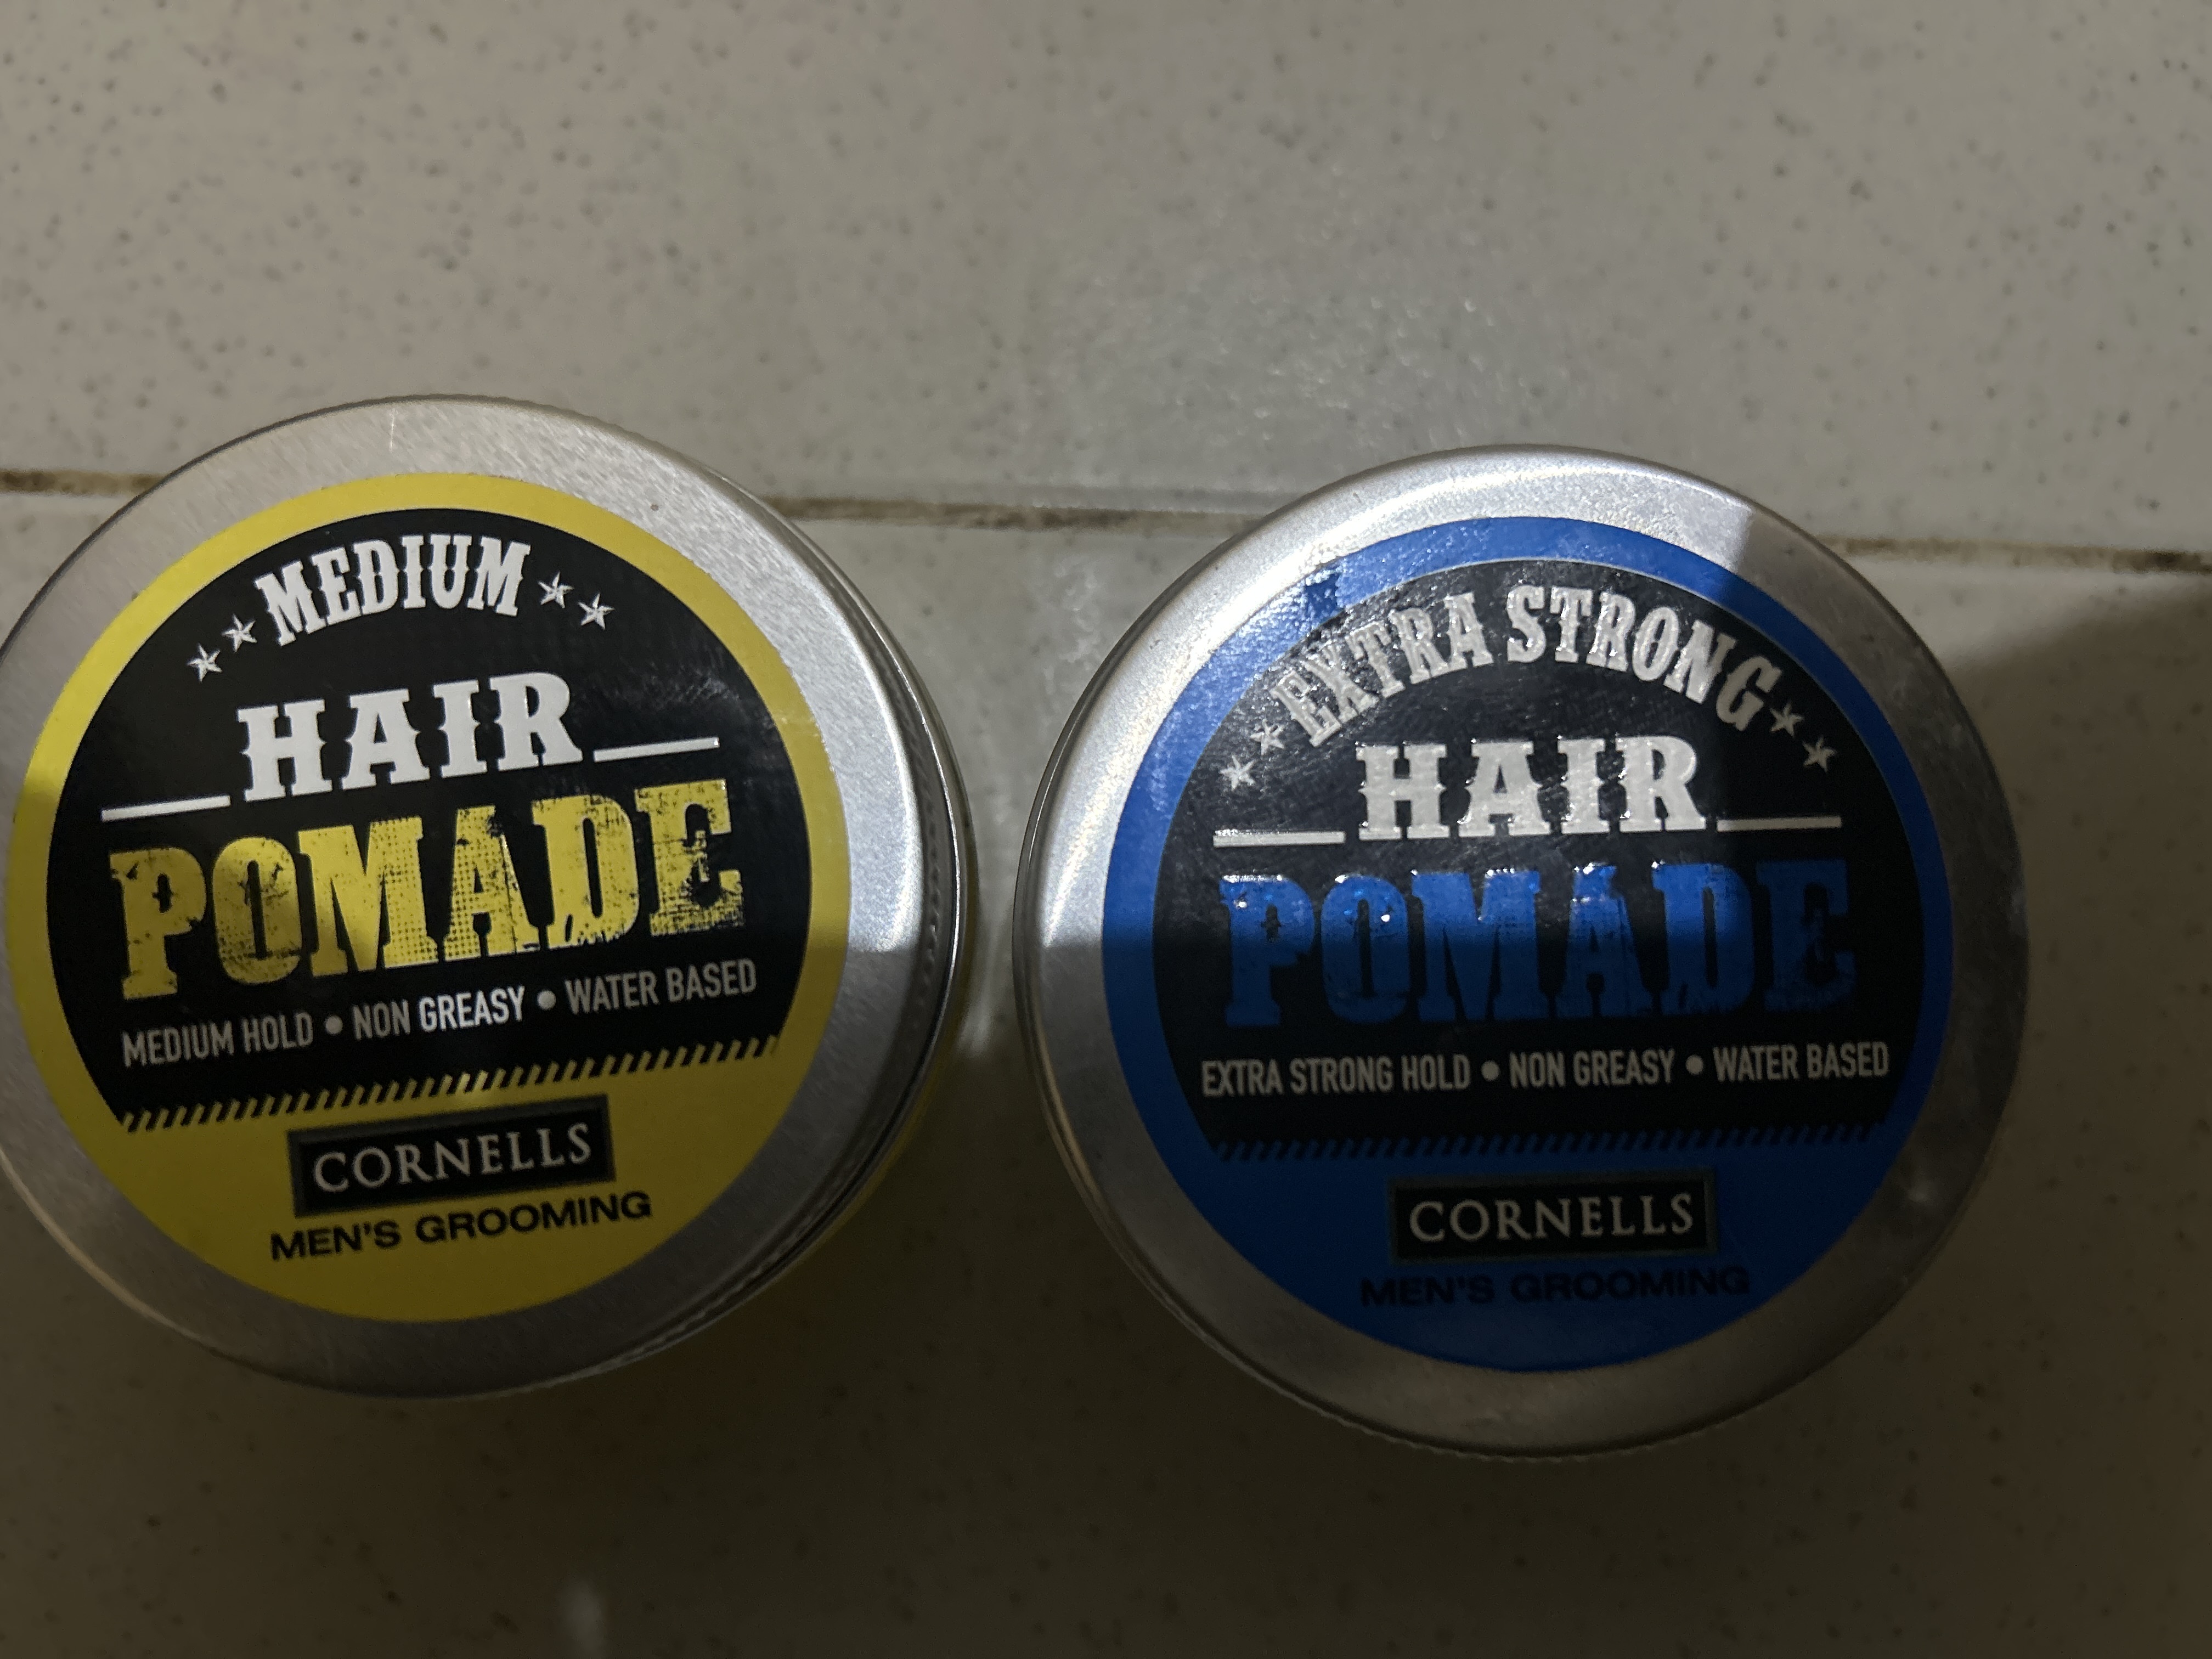 MEDIUM
HAIR
POMADE
MEDIUM HOLD • NON GREASY • WATER BASED
CORNELLS
MEN'S GROOMING
EXTRA STRONG
HAIR
POMADE
EXTRA STRONG HOLD • NON GREASY • WATER BASED
CORNELLS
MEN'S GROOMING